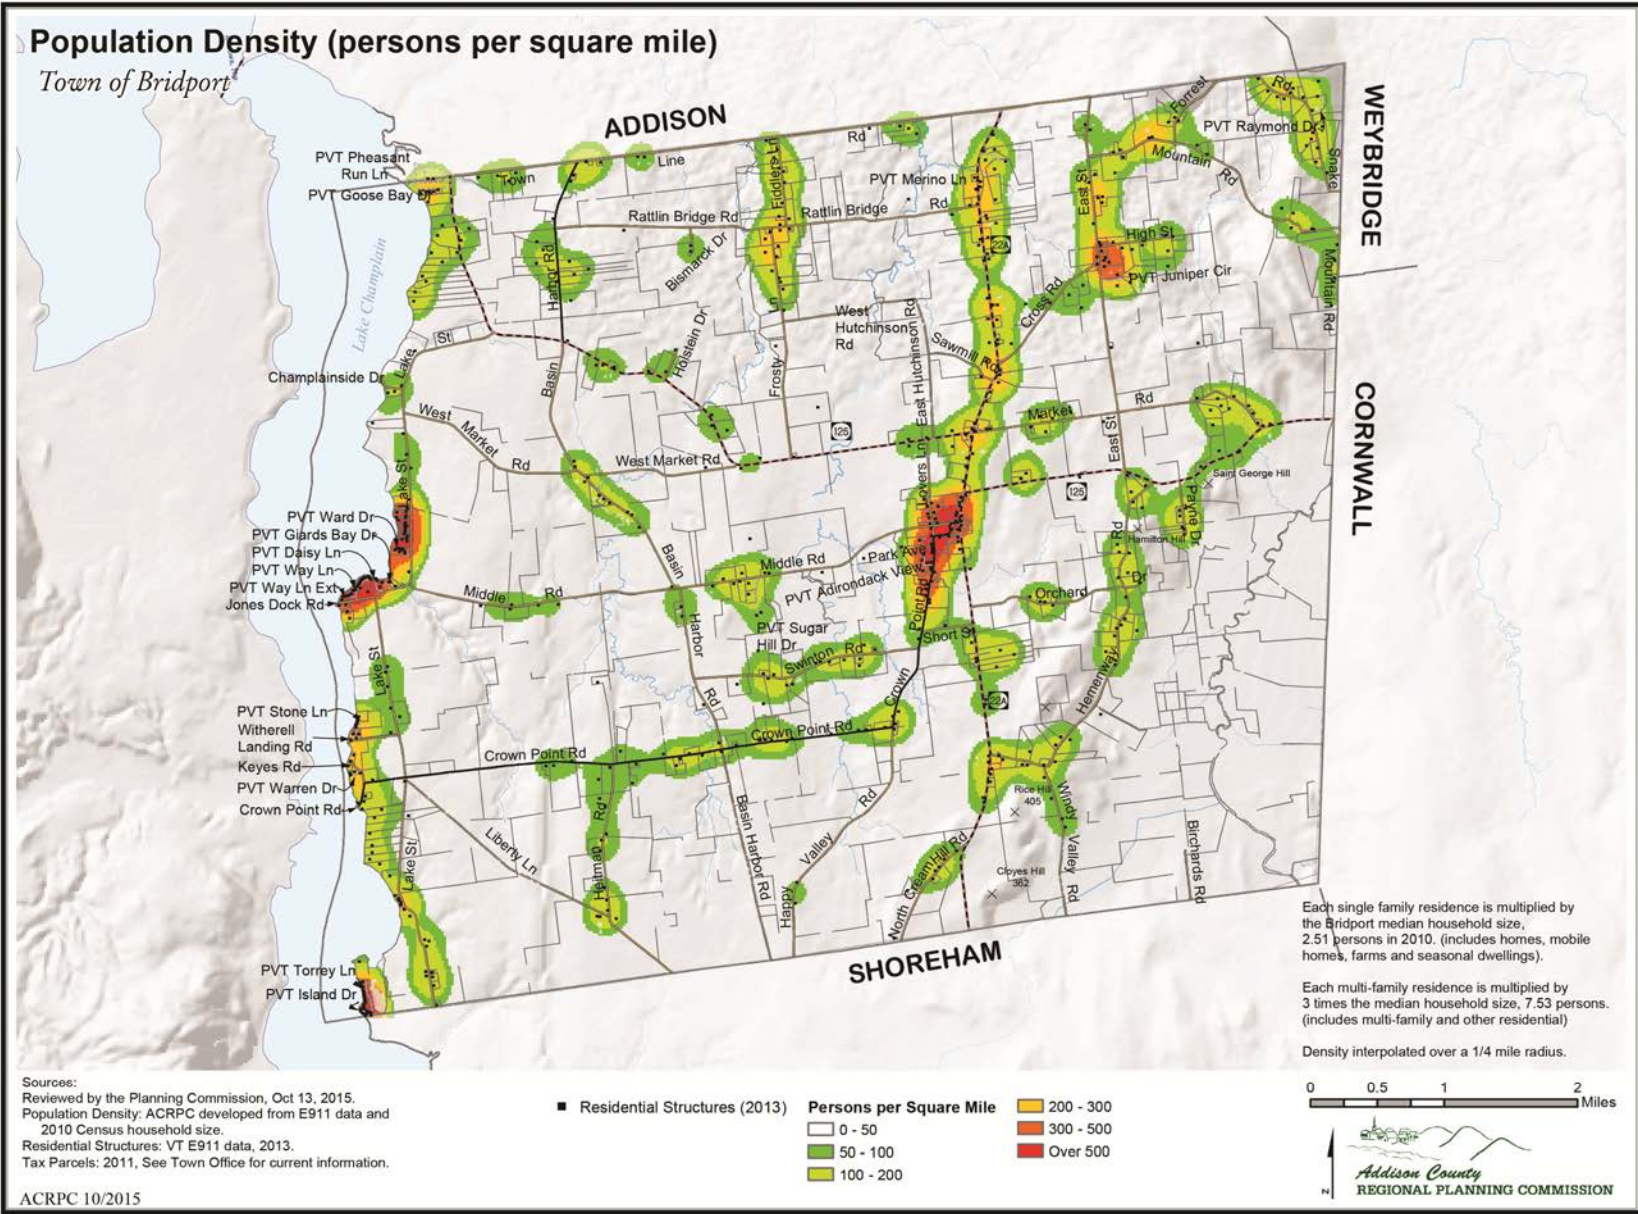 Population Density (persons per square mile)
Town of Bridport
ADDISON
WEYBRIDGE
CORNWALL
SHOREHAM
Lake Champlain
PVT Pheasant
Run Ln
PVT Goose Bay Dr
Town
Line
Rd
Fiddlers Ln
PVT Merino Ln
Forrest
Rd
PVT Raymond Dr
Snake
Mountain
Rd
Mountain Rd
East St
High St
PVT Juniper Cir
Rattlin Bridge Rd
Rattlin Bridge
Rd
22A
Bismarck Dr
Harbor Rd
Ln
Cross Rd
West
Hutchinson
Rd
East Hutchinson Rd
Sawmill Rd
Holstein Dr
Lake
St
Champlainside Dr
Basin
Frosty
West
Market
Rd
West Market Rd
125
Lovers Ln
Market
Rd
East St
125
Saint George Hill
Payne Dr
Hamilton Hill
Lake St
PVT Ward Dr
PVT Giards Bay Dr
PVT Daisy Ln
PVT Way Ln
PVT Way Ln Ext
Jones Dock Rd
Middle
Rd
Basin
Middle Rd
Park Ave
PVT Adirondack View
Point Rd
Orchard
Dr
Rd
Harbor
Rd
PVT Sugar
Hill Dr
Swinton Rd
Short St
Crown
22A
Hemenway
Lake St
PVT Stone Ln
Witherell
Landing Rd
Keyes Rd
PVT Warren Dr
Crown Point Rd
Crown Point Rd
Crown Point Rd
Rice Hill
405
Windy
Valley
Rd
Birchards Rd
Cloyes Hill
362
North Cream Hill Rd
Happy
Valley
Rd
Basin Harbor Rd
Heitman
Rd
Liberty Ln
Lake St
PVT Torrey Ln
PVT Island Dr
Each single family residence is multiplied by
the Bridport median household size,
2.51 persons in 2010. (includes homes, mobile
homes, farms and seasonal dwellings).
Each multi-family residence is multiplied by
3 times the median household size, 7.53 persons.
(includes multi-family and other residential)
Density interpolated over a 1/4 mile radius.
Sources:
Reviewed by the Planning Commission, Oct 13, 2015.
Population Density: ACRPC developed from E911 data and
2010 Census household size.
Residential Structures: VT E911 data, 2013.
Tax Parcels: 2011, See Town Office for current information.
ACRPC 10/2015
Residential Structures (2013)
Persons per Square Mile
0 - 50
50 - 100
100 - 200
200 - 300
300 - 500
Over 500
0 0.5 1 2
Miles
N
Addison County
REGIONAL PLANNING COMMISSION